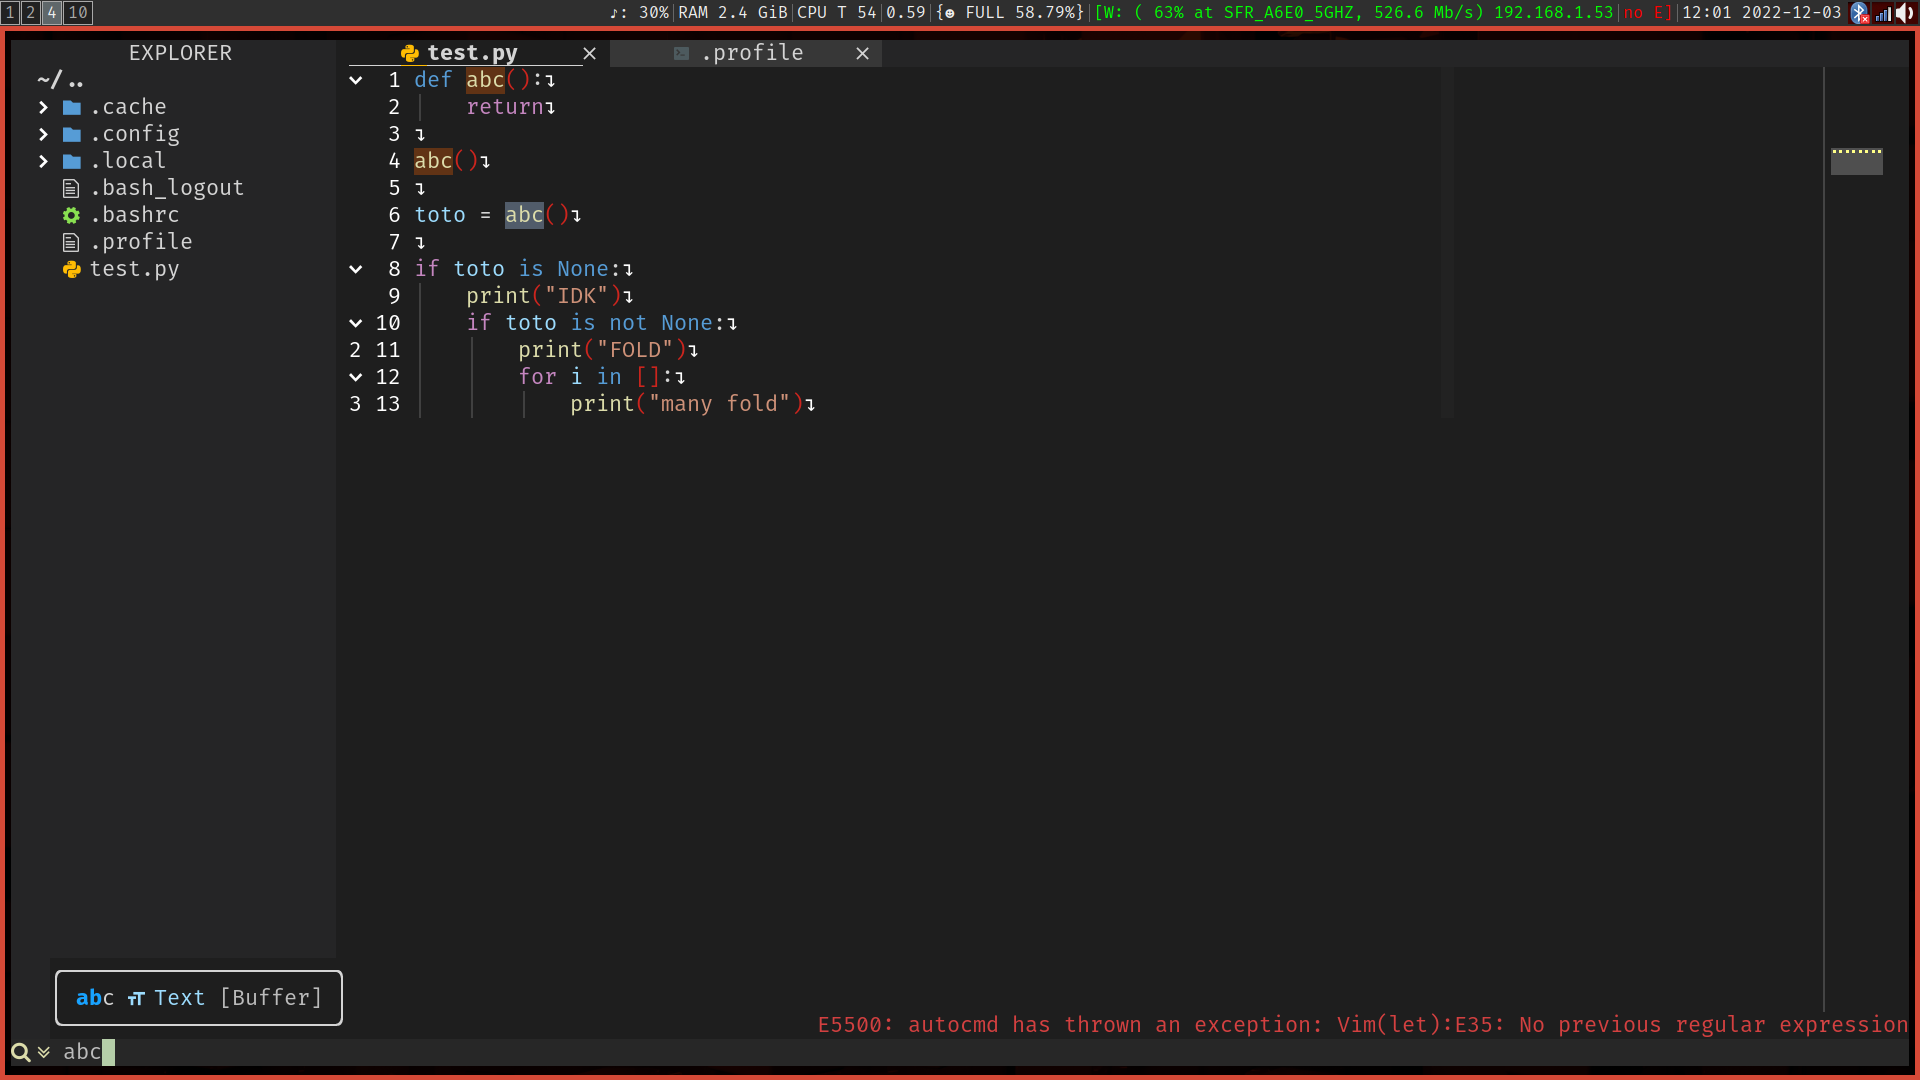 1 2 4 10 ♪: 30%|RAM 2.4 GiB|CPU T 54|0.59|{☻ FULL 58.79%}|[W: ( 63% at SFR_A6E0_5GHZ, 526.6 Mb/s) 192.168.1.53|no E]|12:01 2022-12-03
EXPLORER
~/..
.cache
.config
.local
.bash_logout
.bashrc
.profile
test.py
test.py × .profile ×
1 def abc():↴
2 return↴
3 ↴
4 abc()↴
5 ↴
6 toto = abc()↴
7 ↴
8 if toto is None:↴
9 print("IDK")↴
10 if toto is not None:↴
2 11 print("FOLD")↴
12 for i in []:↴
3 13 print("many fold")↴
abc Text [Buffer]
E5500: autocmd has thrown an exception: Vim(let):E35: No previous regular expression
abc